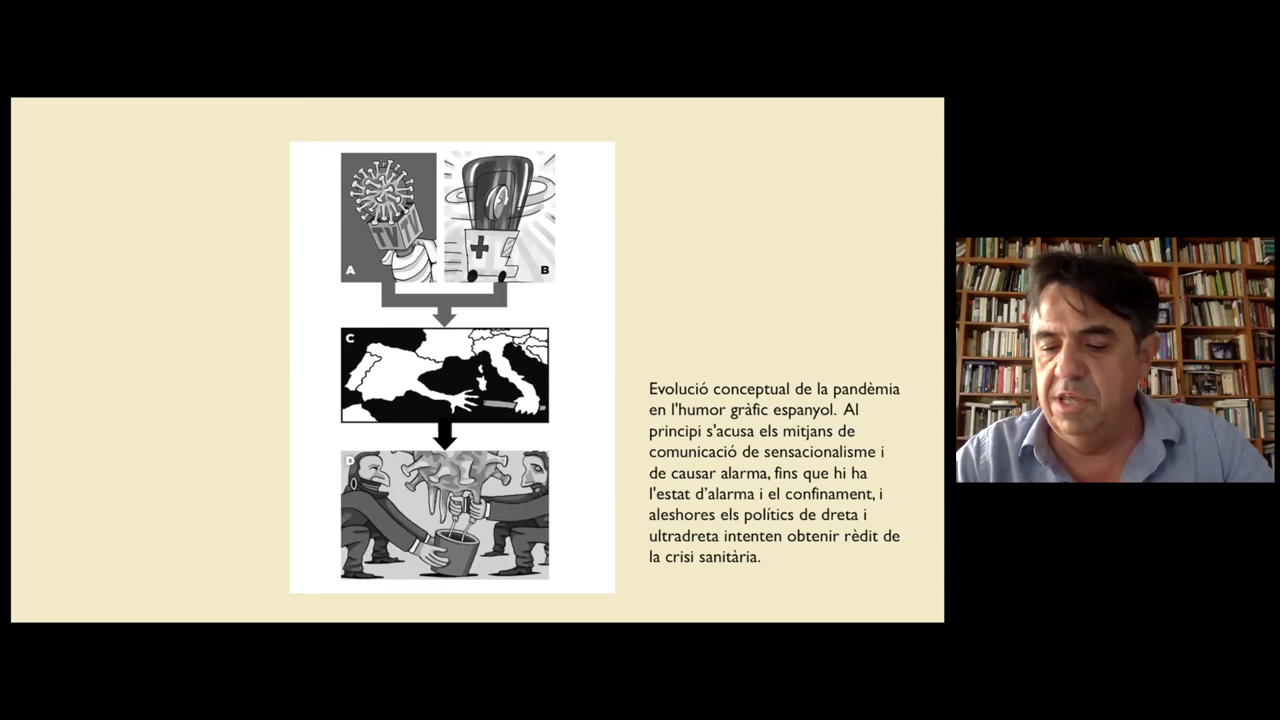 TV TV
A
B
C
D
Evolució conceptual de la pandèmia
en l'humor gràfic espanyol. Al
principi s'acusa els mitjans de
comunicació de sensacionalisme i
de causar alarma, fins que hi ha
l'estat d’alarma i el confinament, i
aleshores els polítics de dreta i
ultradreta intenten obtenir rèdit de
la crisi sanitària.